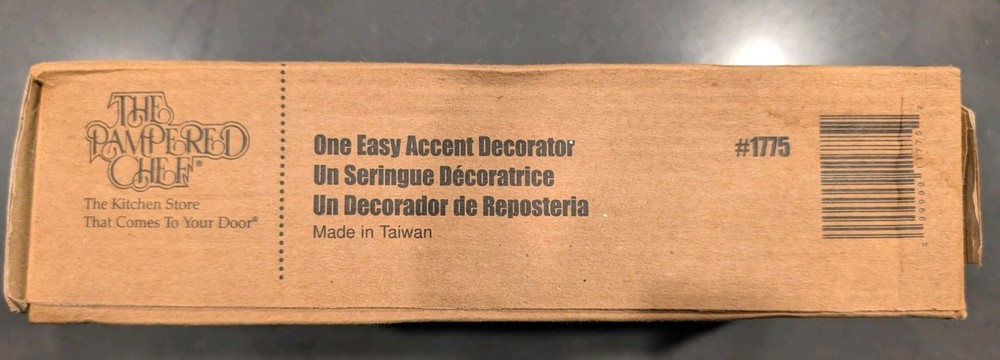 THE
PAMPERED
CHEF®
The Kitchen Store
That Comes To Your Door®
One Easy Accent Decorator
Un Seringue Décoratrice
Un Decorador de Reposteria
Made in Taiwan
#1775